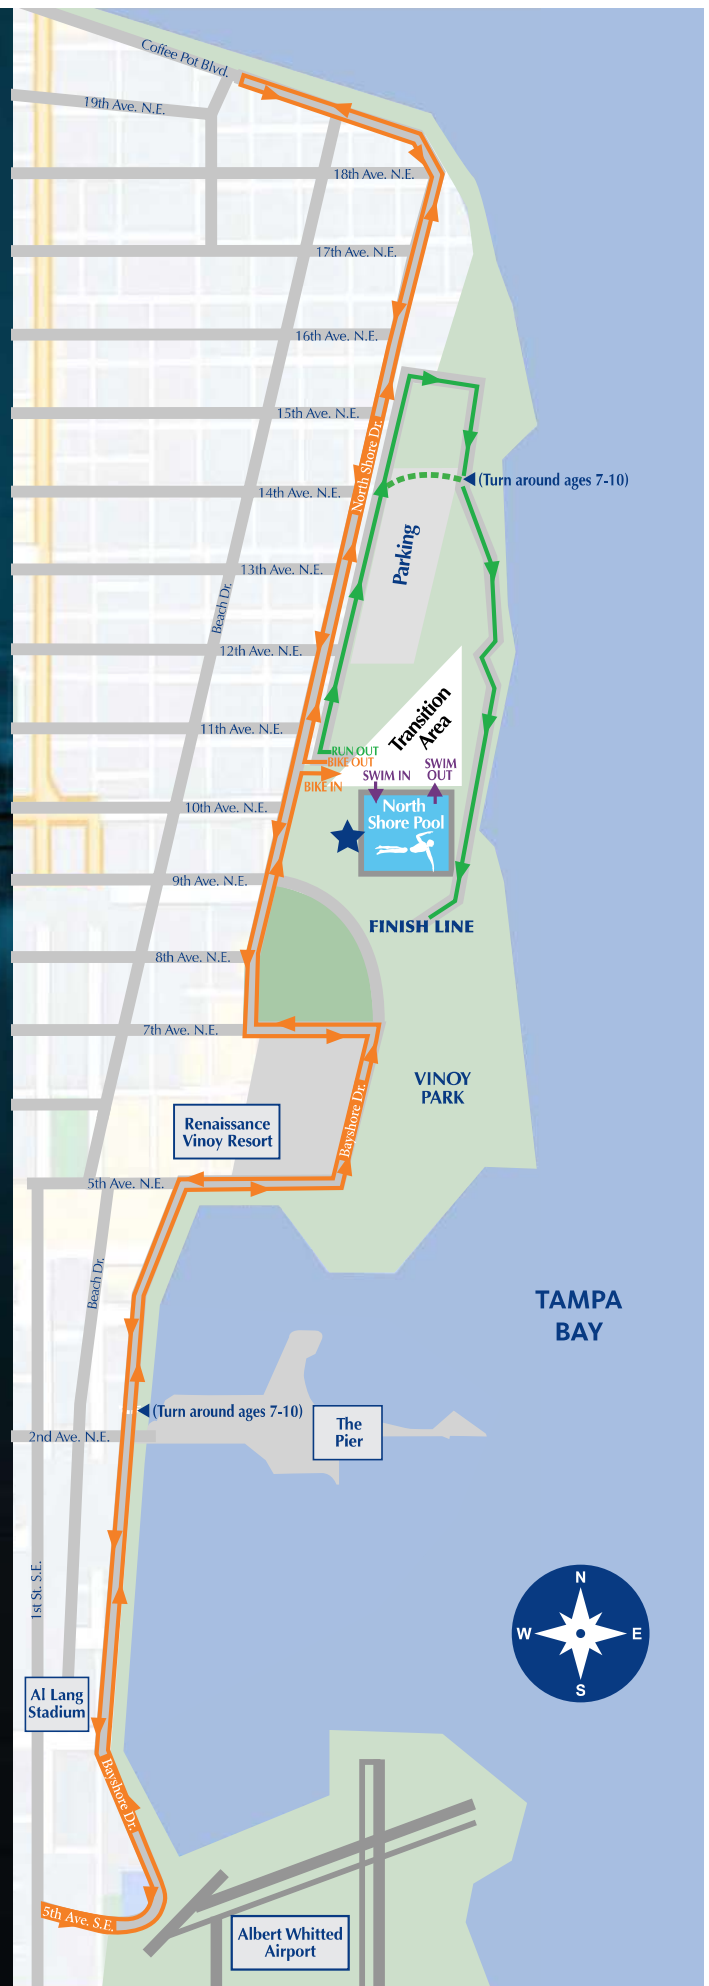 Coffee Pot Blvd.
19th Ave. N.E.
18th Ave. N.E.
17th Ave. N.E.
16th Ave. N.E.
15th Ave. N.E.
North Shore Dr.
14th Ave. N.E.
(Turn around ages 7-10)
Parking
13th Ave. N.E.
Beach Dr.
12th Ave. N.E.
Transition
Area
11th Ave. N.E.
RUN OUT
BIKE OUT
BIKE IN
SWIM IN
SWIM
OUT
10th Ave. N.E.
North
Shore Pool
9th Ave. N.E.
FINISH LINE
8th Ave. N.E.
7th Ave. N.E.
VINOY
PARK
Bayshore Dr.
Renaissance
Vinoy Resort
5th Ave. N.E.
Beach Dr.
TAMPA
BAY
(Turn around ages 7-10)
The
Pier
2nd Ave. N.E.
1st St. S.E.
N
W
E
S
Al Lang
Stadium
Bayshore Dr.
5th Ave. S.E.
Albert Whitted
Airport